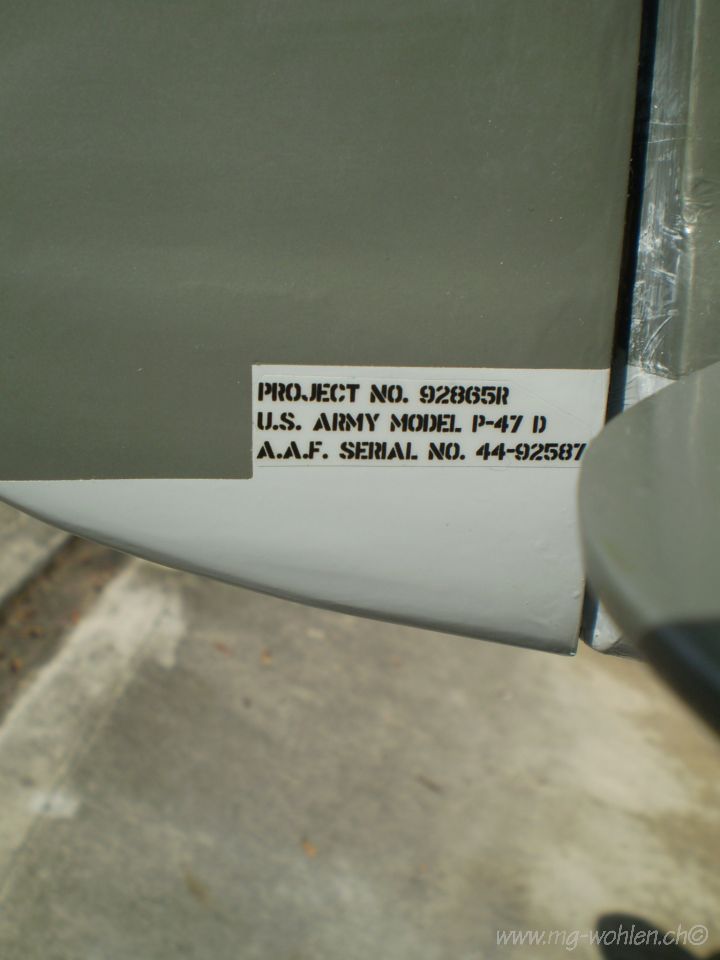 PROJECT NO. 92865R
U.S. ARMY MODEL P-47 D
A.A.F. SERIAL NO. 44-92587
www.mg-wohlen.ch©